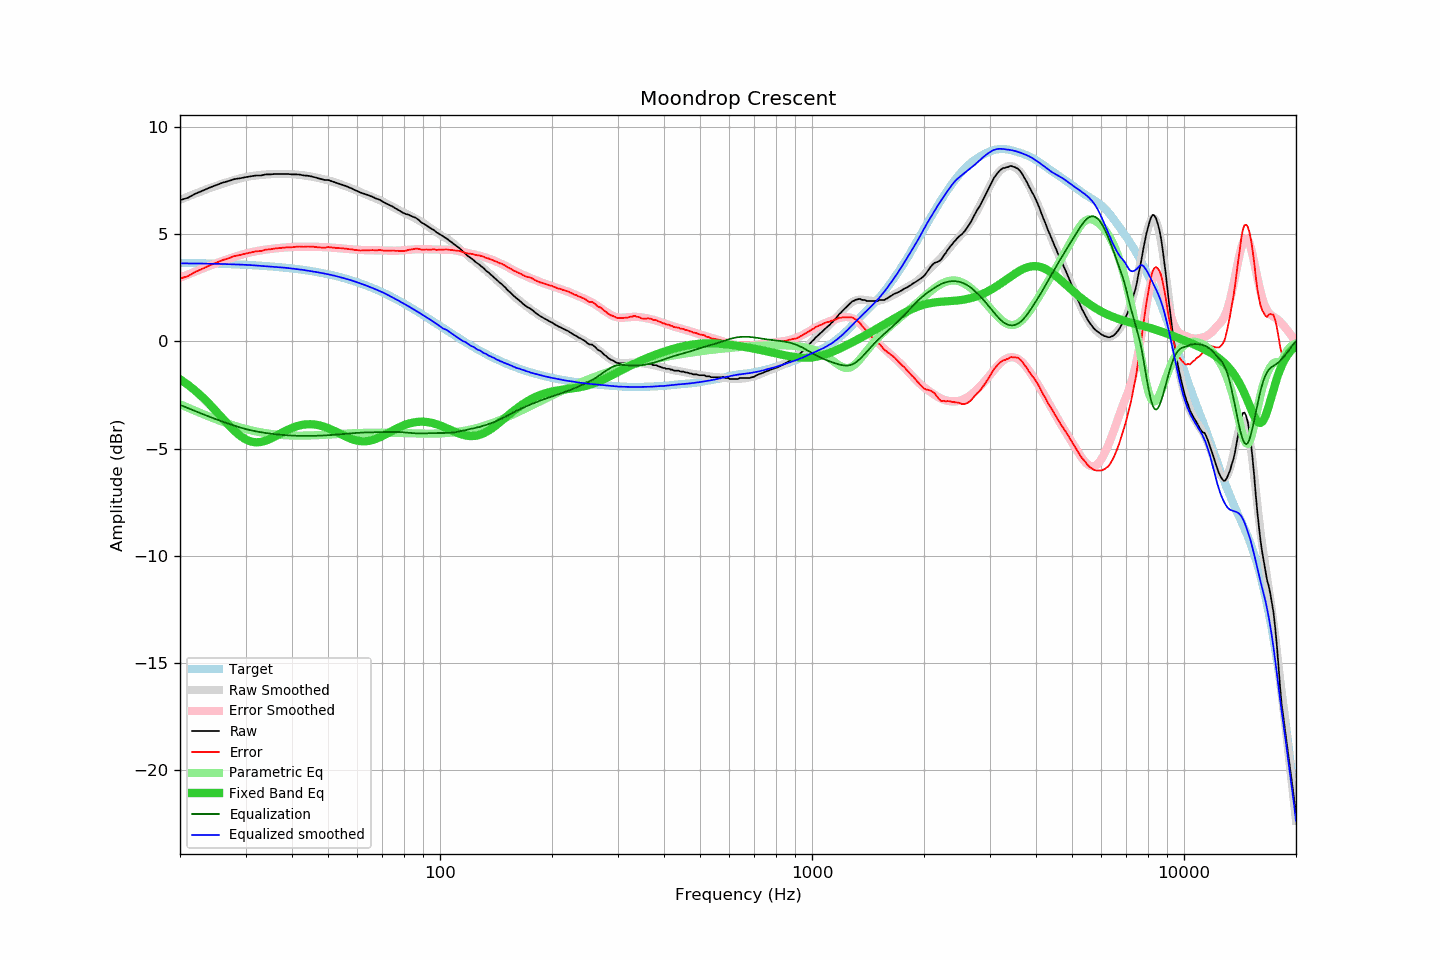 Moondrop Crescent
10
5
0
−5
−10
−15
−20
Amplitude (dBr)
Target
Raw Smoothed
Error Smoothed
Raw
Error
Parametric Eq
Fixed Band Eq
Equalization
Equalized smoothed
100
1000
10000
Frequency (Hz)